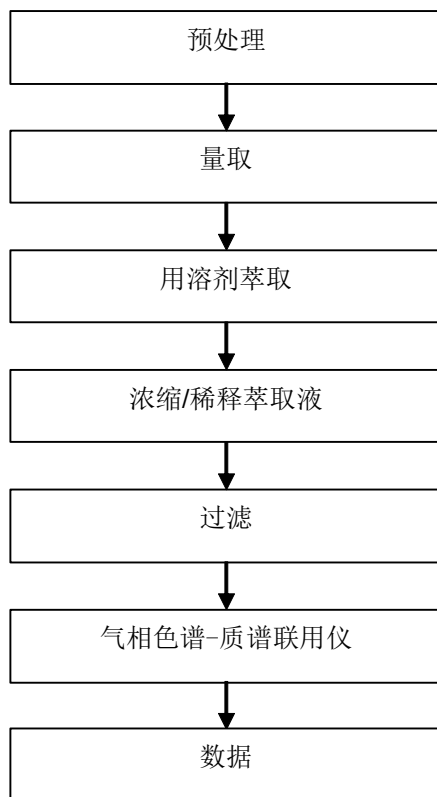 预处理
量取
用溶剂萃取
浓缩/稀释萃取液
过滤
气相色谱-质谱联用仪
数据